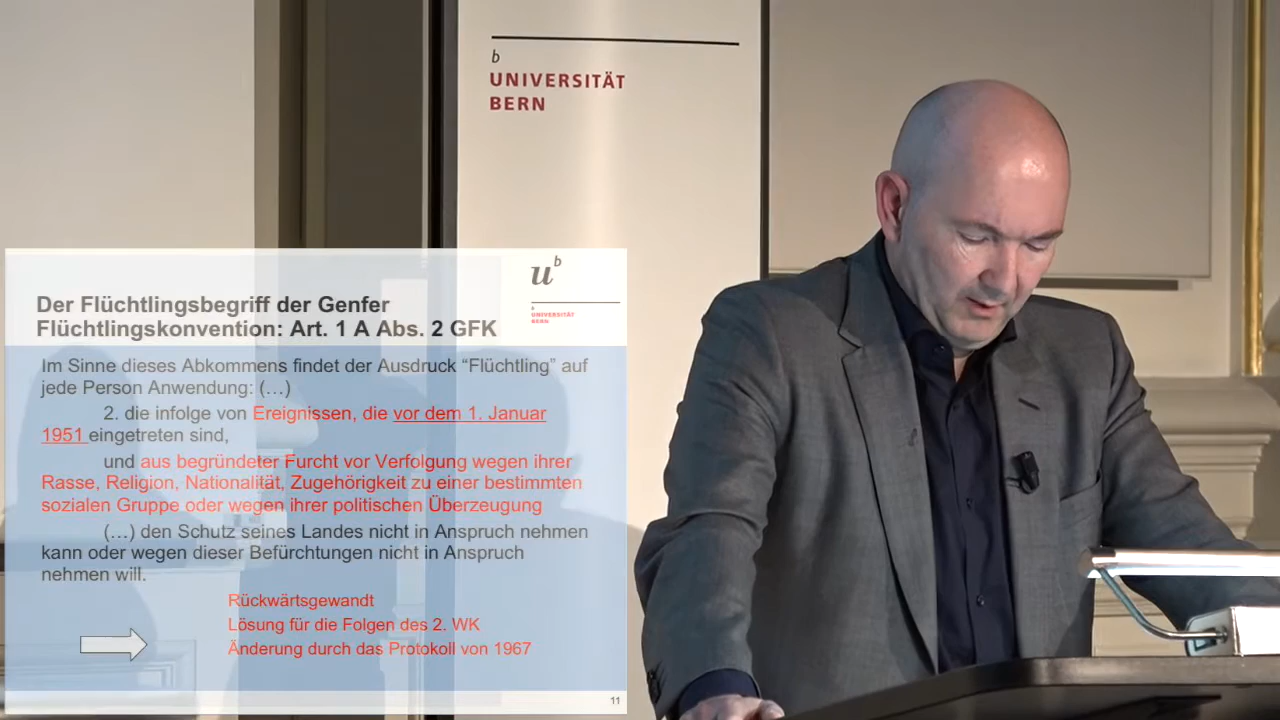 b
UNIVERSITÄT
BERN
u b
b
UNIVERSITÄT
BERN
Der Flüchtlingsbegriff der Genfer
Flüchtlingskonvention: Art. 1 A Abs. 2 GFK
Im Sinne dieses Abkommens findet der Ausdruck “Flüchtling” auf
jede Person Anwendung: (…)
2. die infolge von Ereignissen, die vor dem 1. Januar
1951 eingetreten sind,
und aus begründeter Furcht vor Verfolgung wegen ihrer
Rasse, Religion, Nationalität, Zugehörigkeit zu einer bestimmten
sozialen Gruppe oder wegen ihrer politischen Überzeugung
(…) den Schutz seines Landes nicht in Anspruch nehmen
kann oder wegen dieser Befürchtungen nicht in Anspruch
nehmen will.
Rückwärtsgewandt
Lösung für die Folgen des 2. WK
Änderung durch das Protokoll von 1967
11